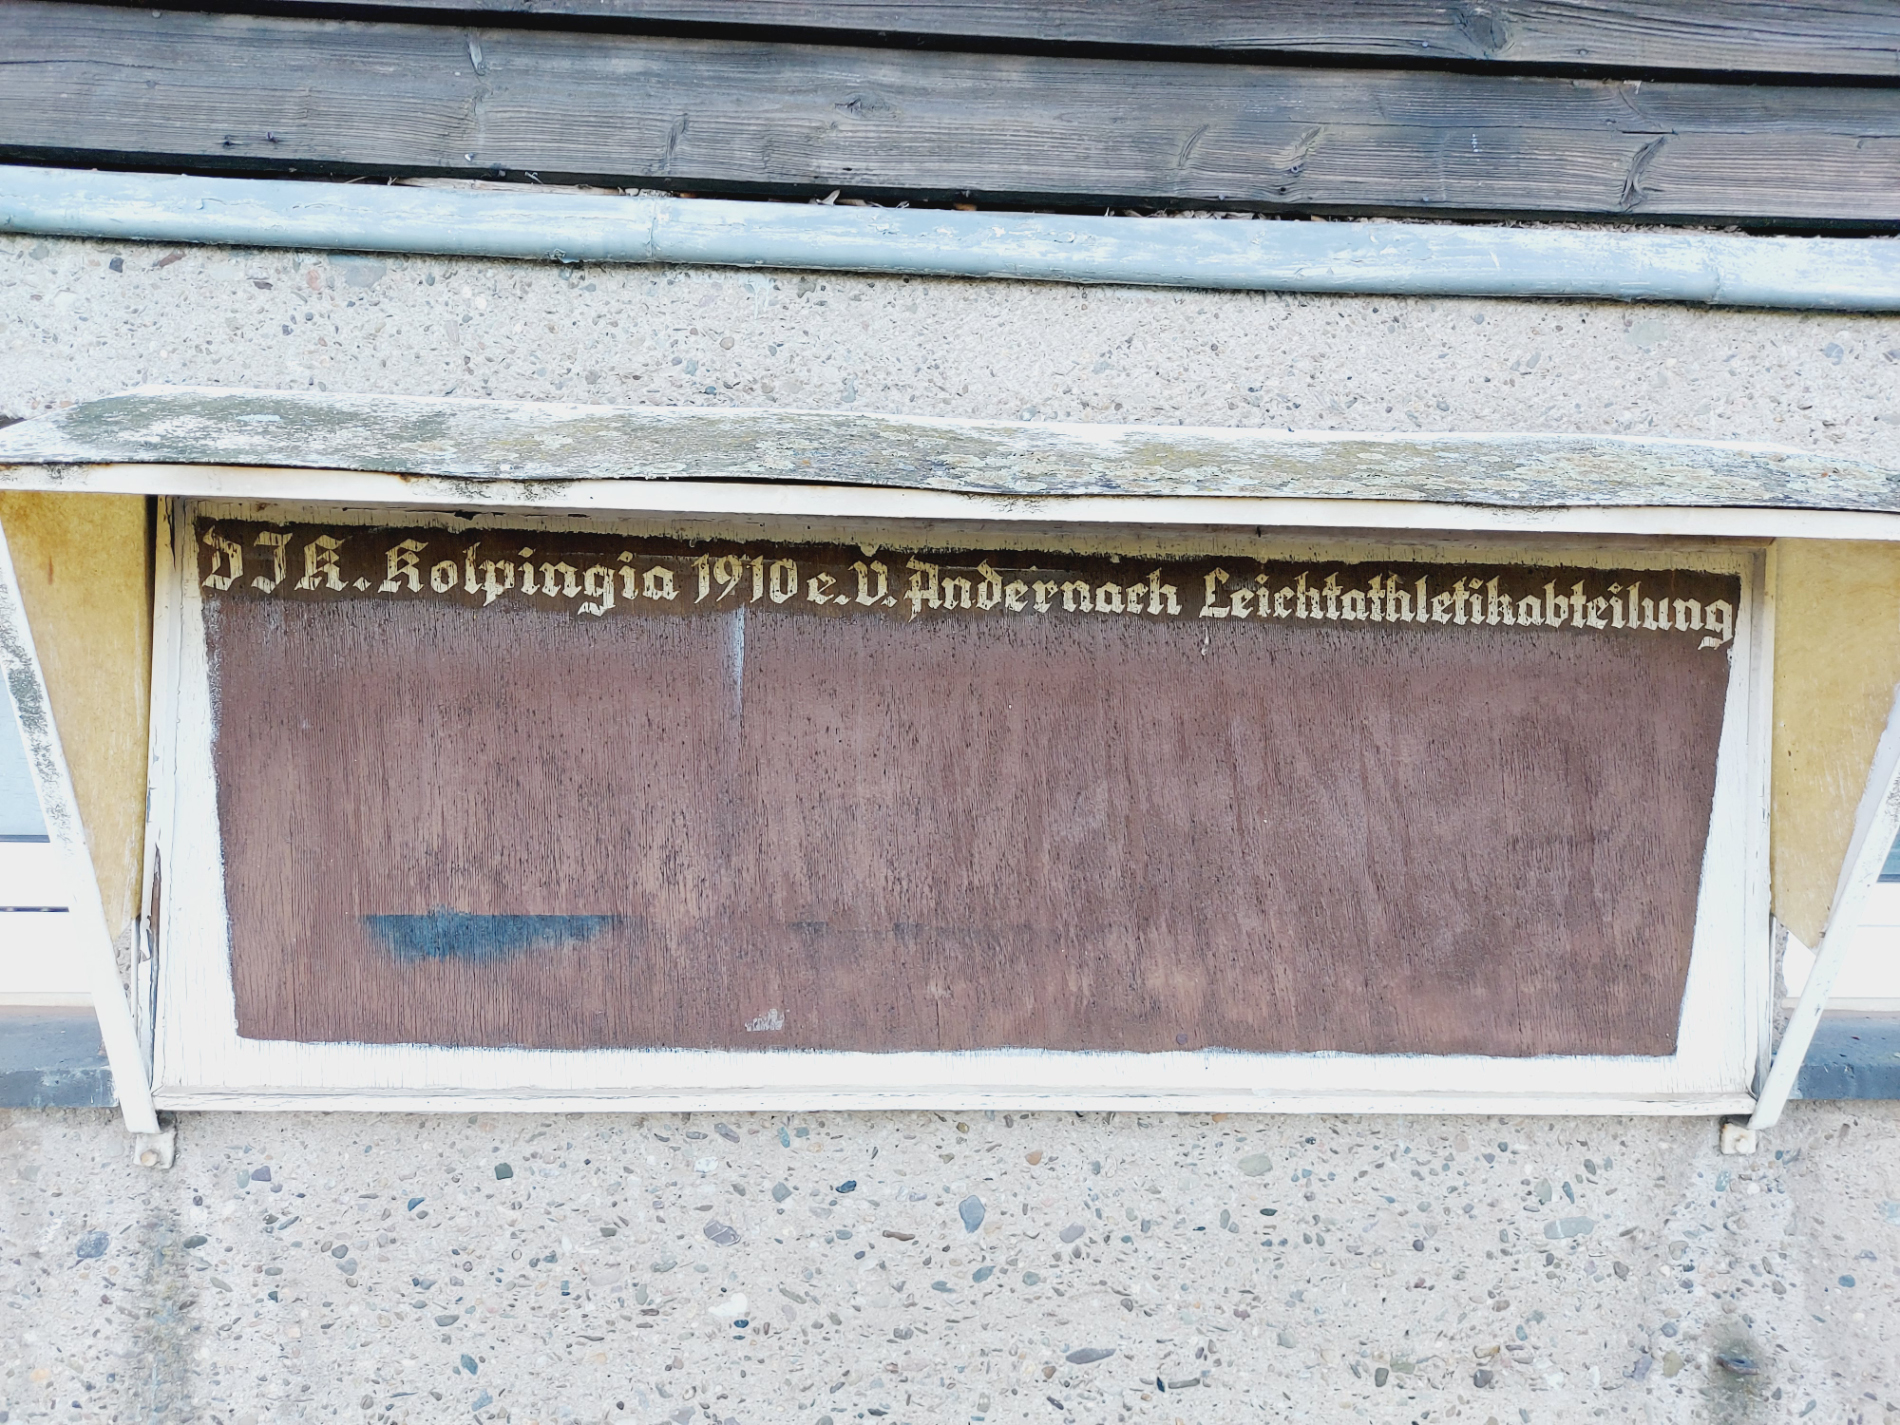 DJK. Kolpingia 1910 e.V. Andernach Leichtathletikabteilung